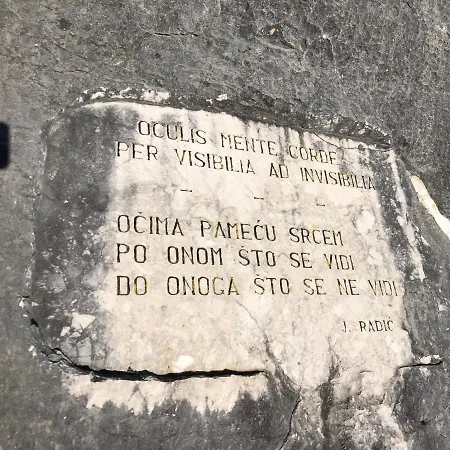 OCULIS MENTE CORDE
PER VISIBILIA AD INVISIBILIA
– – –
OČIMA PAMEĆU SRCEM
PO ONOM ŠTO SE VIDI
DO ONOGA ŠTO SE NE VIDI
J. RADIĆ